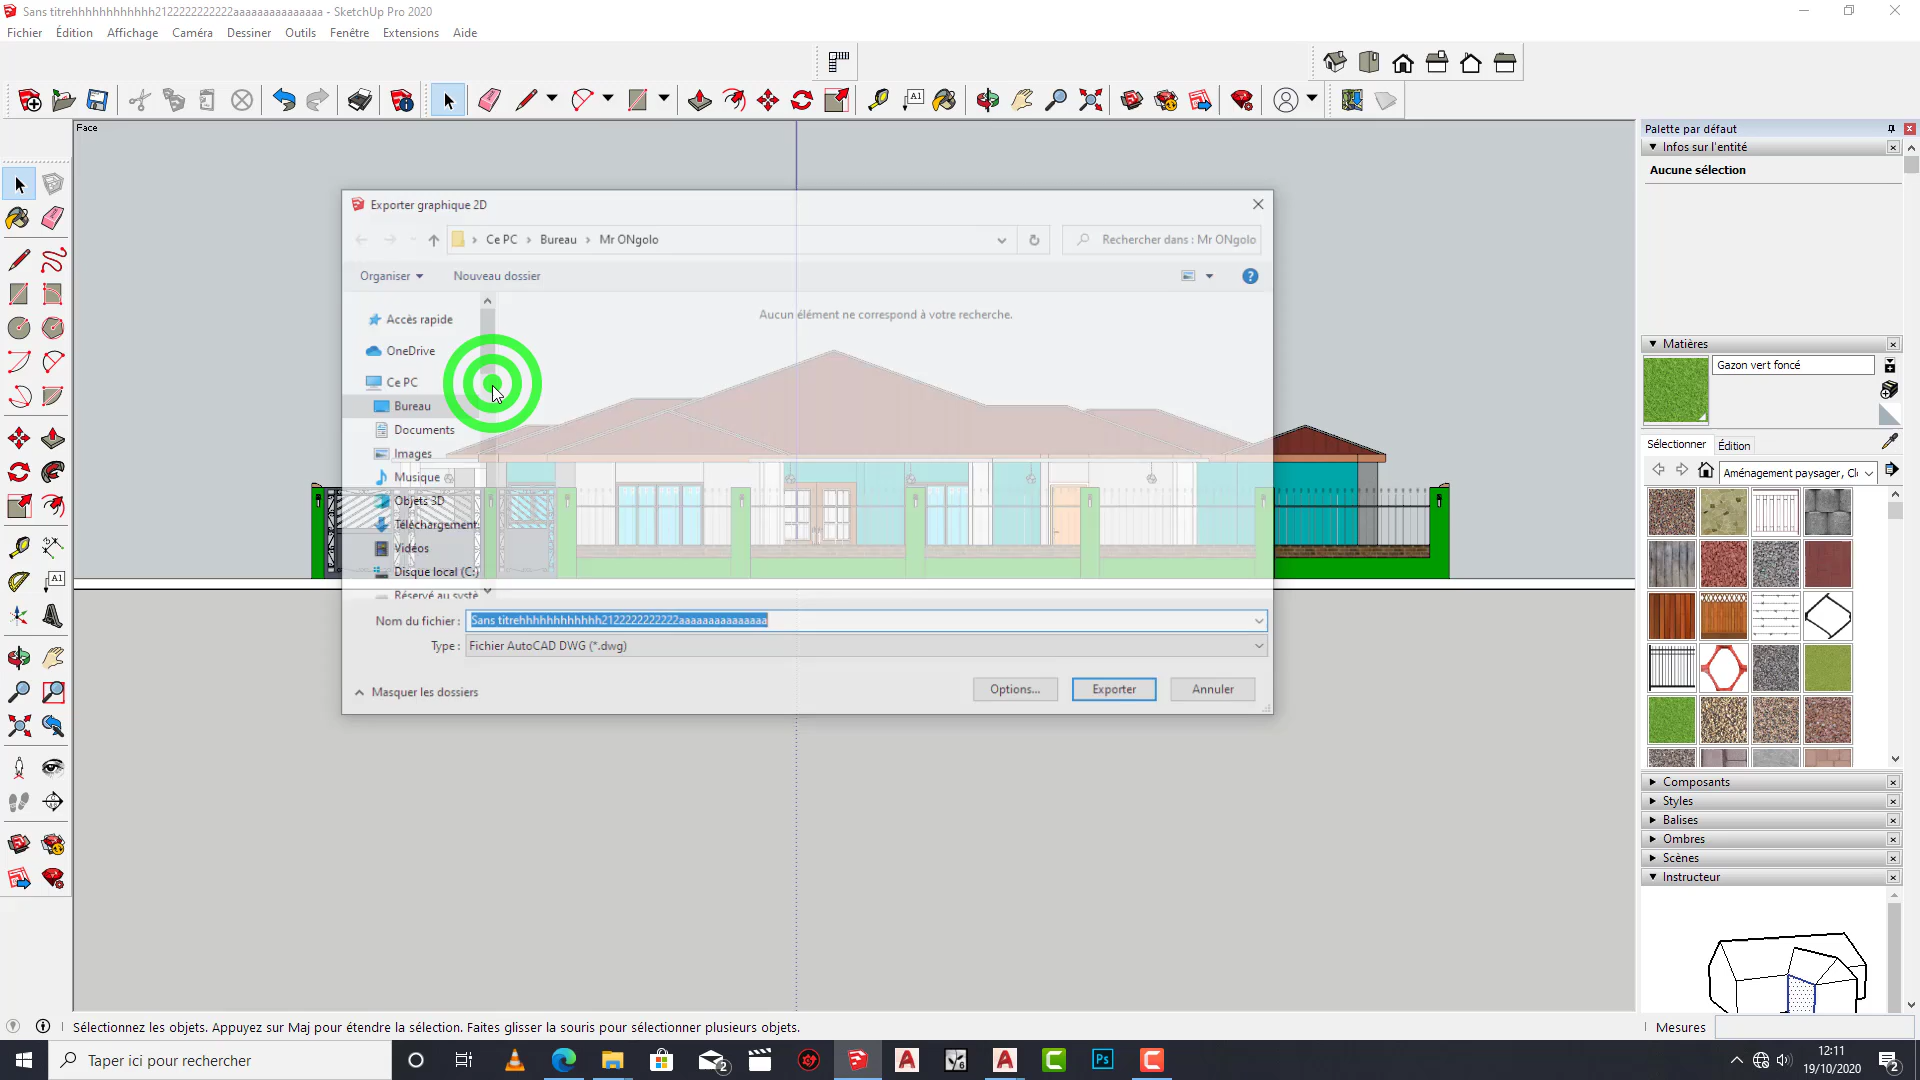 Sans titrehhhhhhhhhhhh2122222222222aaaaaaaaaaaaaaa - SketchUp Pro 2020
Fichier Édition Affichage Caméra Dessiner Outils Fenêtre Extensions Aide
Face
Palette par défaut
Infos sur l'entité
Aucune sélection
Exporter graphique 2D
Ce PC › Bureau › Mr ONgolo
Rechercher dans : Mr ONgolo
Organiser
Nouveau dossier
Aucun élément ne correspond à votre recherche.
Accès rapide
OneDrive
Ce PC
Bureau
Documents
Images
Musique
Objets 3D
Téléchargement
Vidéos
Disque local (C:)
Réservé au systè
Nom du fichier : Sans titrehhhhhhhhhhhh2122222222222aaaaaaaaaaaaaaa
Type : Fichier AutoCAD DWG (*.dwg)
Masquer les dossiers
Options...
Exporter
Annuler
Matières
Gazon vert foncé
Sélectionner Édition
Aménagement paysager, Cl
Composants
Styles
Balises
Ombres
Scènes
Instructeur
Sélectionnez les objets. Appuyez sur Maj pour étendre la sélection. Faites glisser la souris pour sélectionner plusieurs objets.
Mesures
Taper ici pour rechercher
12:11
19/10/2020